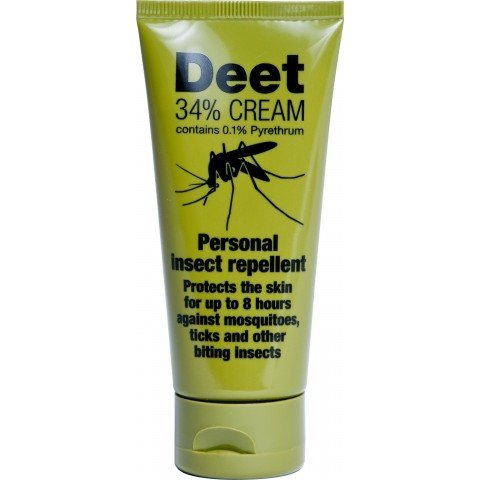 Deet
34% CREAM
contains 0.1% Pyrethrum
Personal
insect repellent
Protects the skin
for up to 8 hours
against mosquitoes,
ticks and other
biting insects